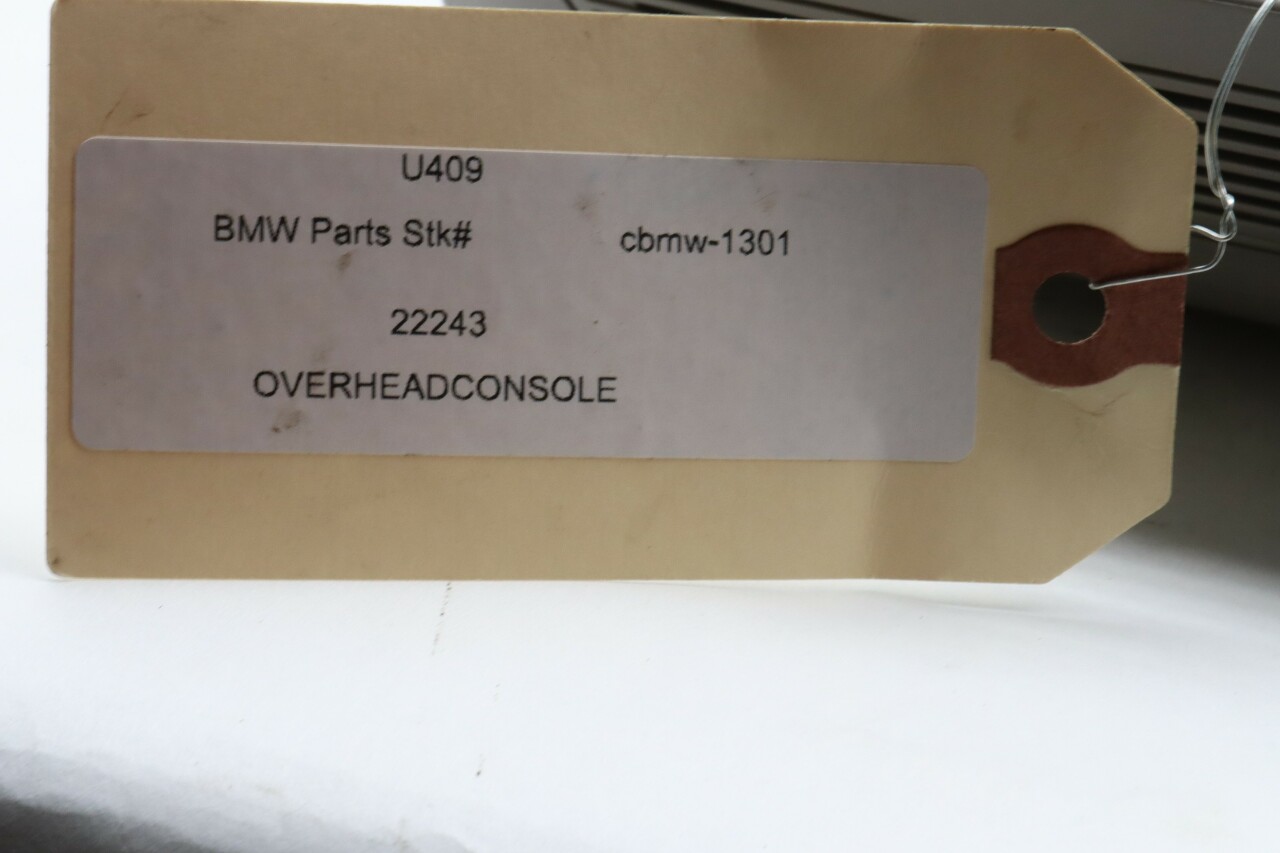 U409
BMW Parts Stk# cbmw-1301
22243
OVERHEADCONSOLE